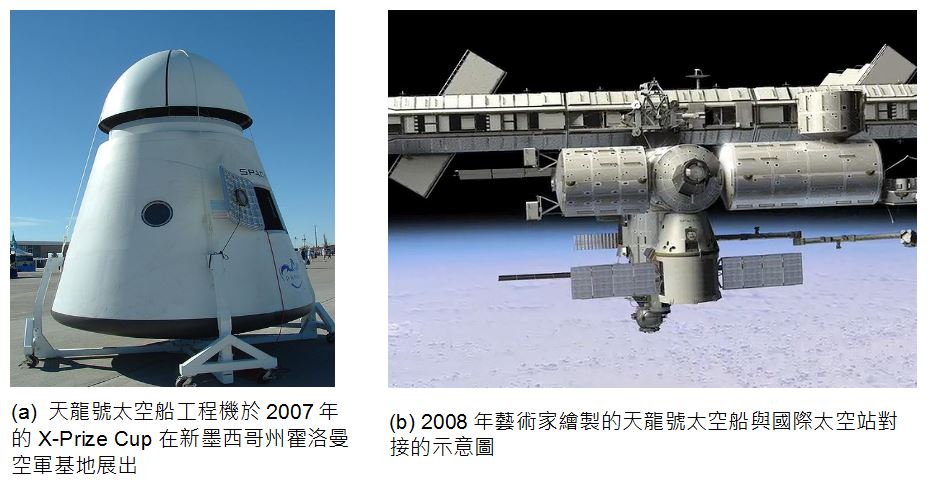 SPAC
(a) 天龍號太空船工程機於 2007 年
的 X-Prize Cup 在新墨西哥州霍洛曼
空軍基地展出
(b) 2008 年藝術家繪製的天龍號太空船與國際太空站對
接的示意圖